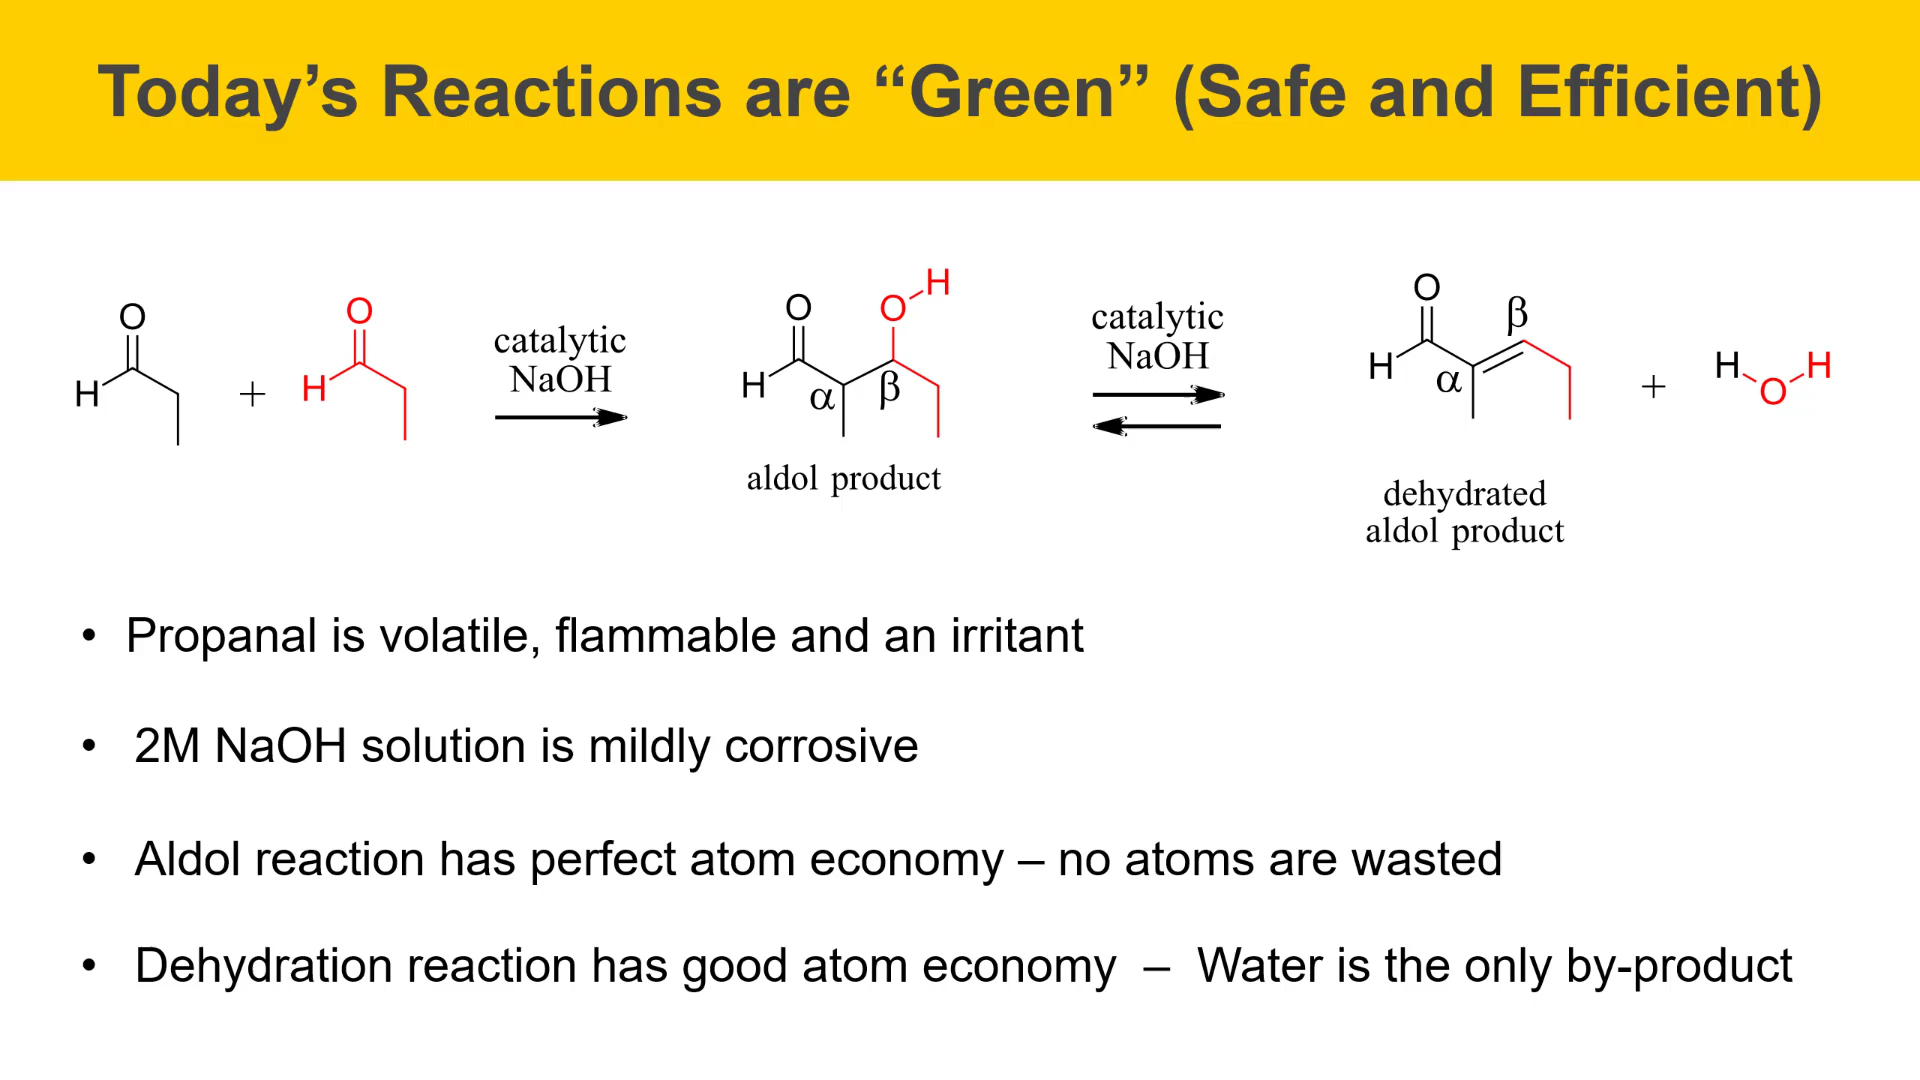 Today’s Reactions are “Green” (Safe and Efficient)
O
H
+
O
H
catalytic
NaOH
O
H
α
β
O
H
aldol product
catalytic
NaOH
O
H
α
β
dehydrated
aldol product
+
H
O
H
• Propanal is volatile, flammable and an irritant
• 2M NaOH solution is mildly corrosive
• Aldol reaction has perfect atom economy – no atoms are wasted
• Dehydration reaction has good atom economy – Water is the only by-product